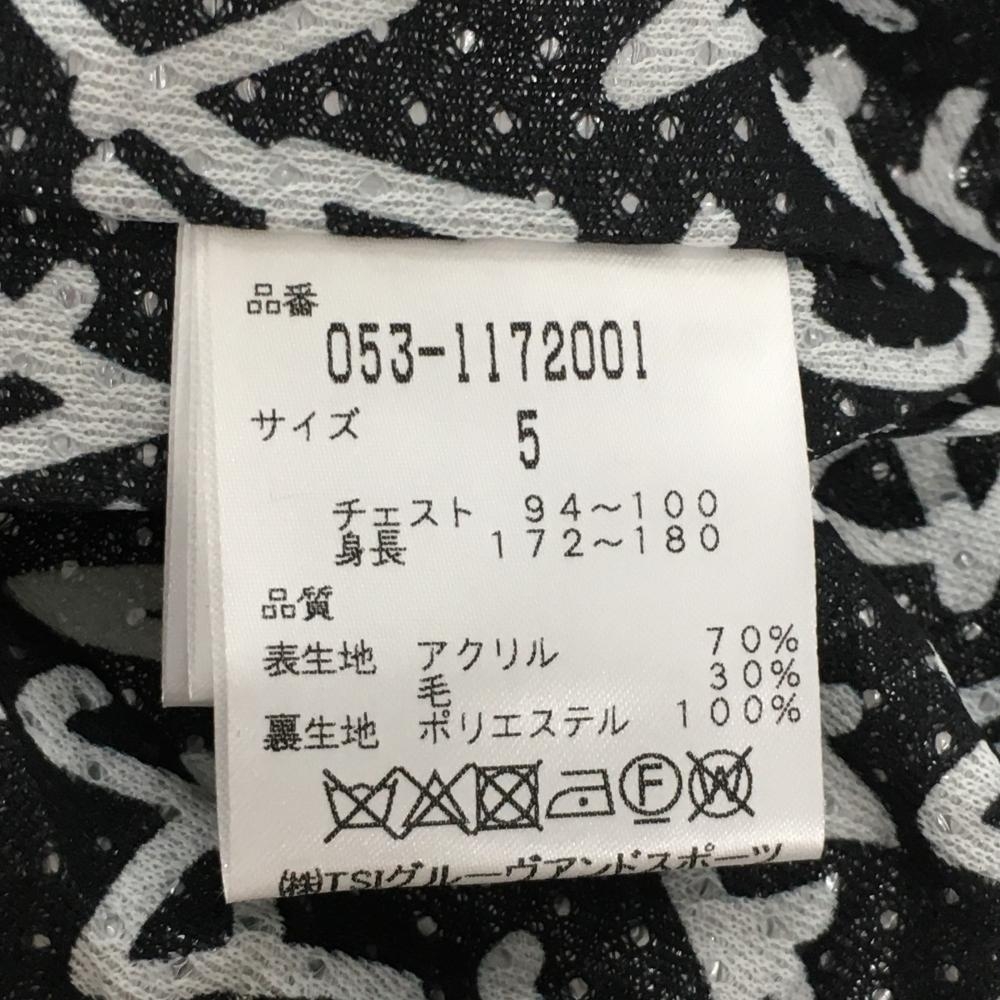 品番
053-1172001
サイズ 5
チェスト 94～100
身長 172～180
品質
表生地 アクリル 70%
毛 30%
裏生地 ポリエステル 100%
F W
㈱TSIグルーヴアンドスポーツ